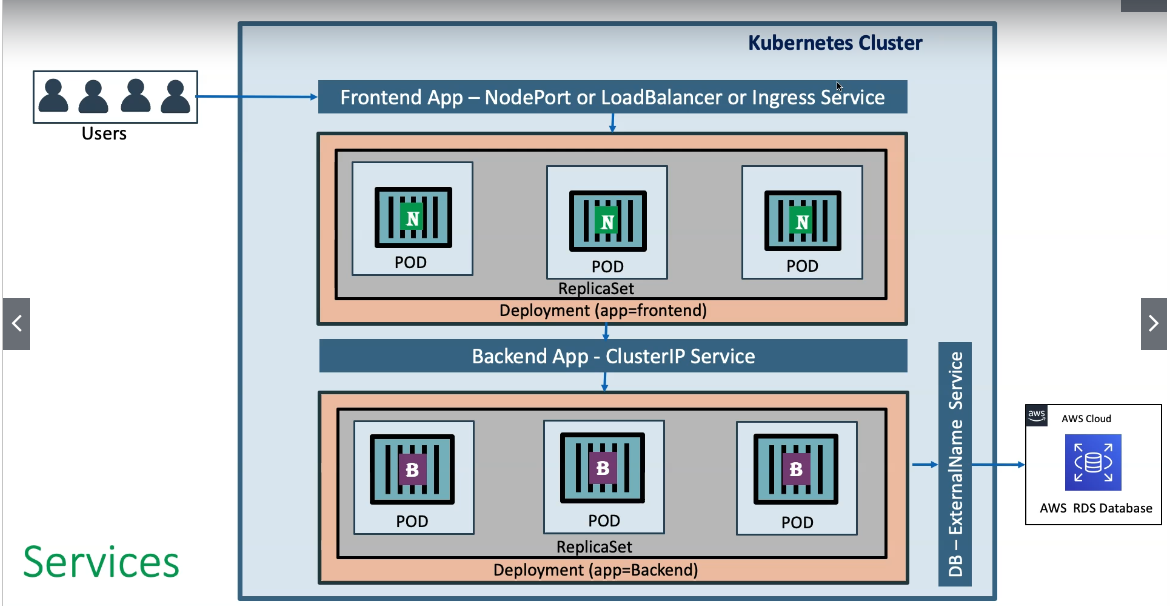 Kubernetes Cluster
Users
Frontend App – NodePort or LoadBalancer or Ingress Service
N
N
N
POD
POD
POD
ReplicaSet
Deployment (app=frontend)
Backend App - ClusterIP Service
B
B
B
POD
POD
POD
ReplicaSet
Deployment (app=Backend)
DB – ExternalName Service
aws
AWS Cloud
AWS RDS Database
Services